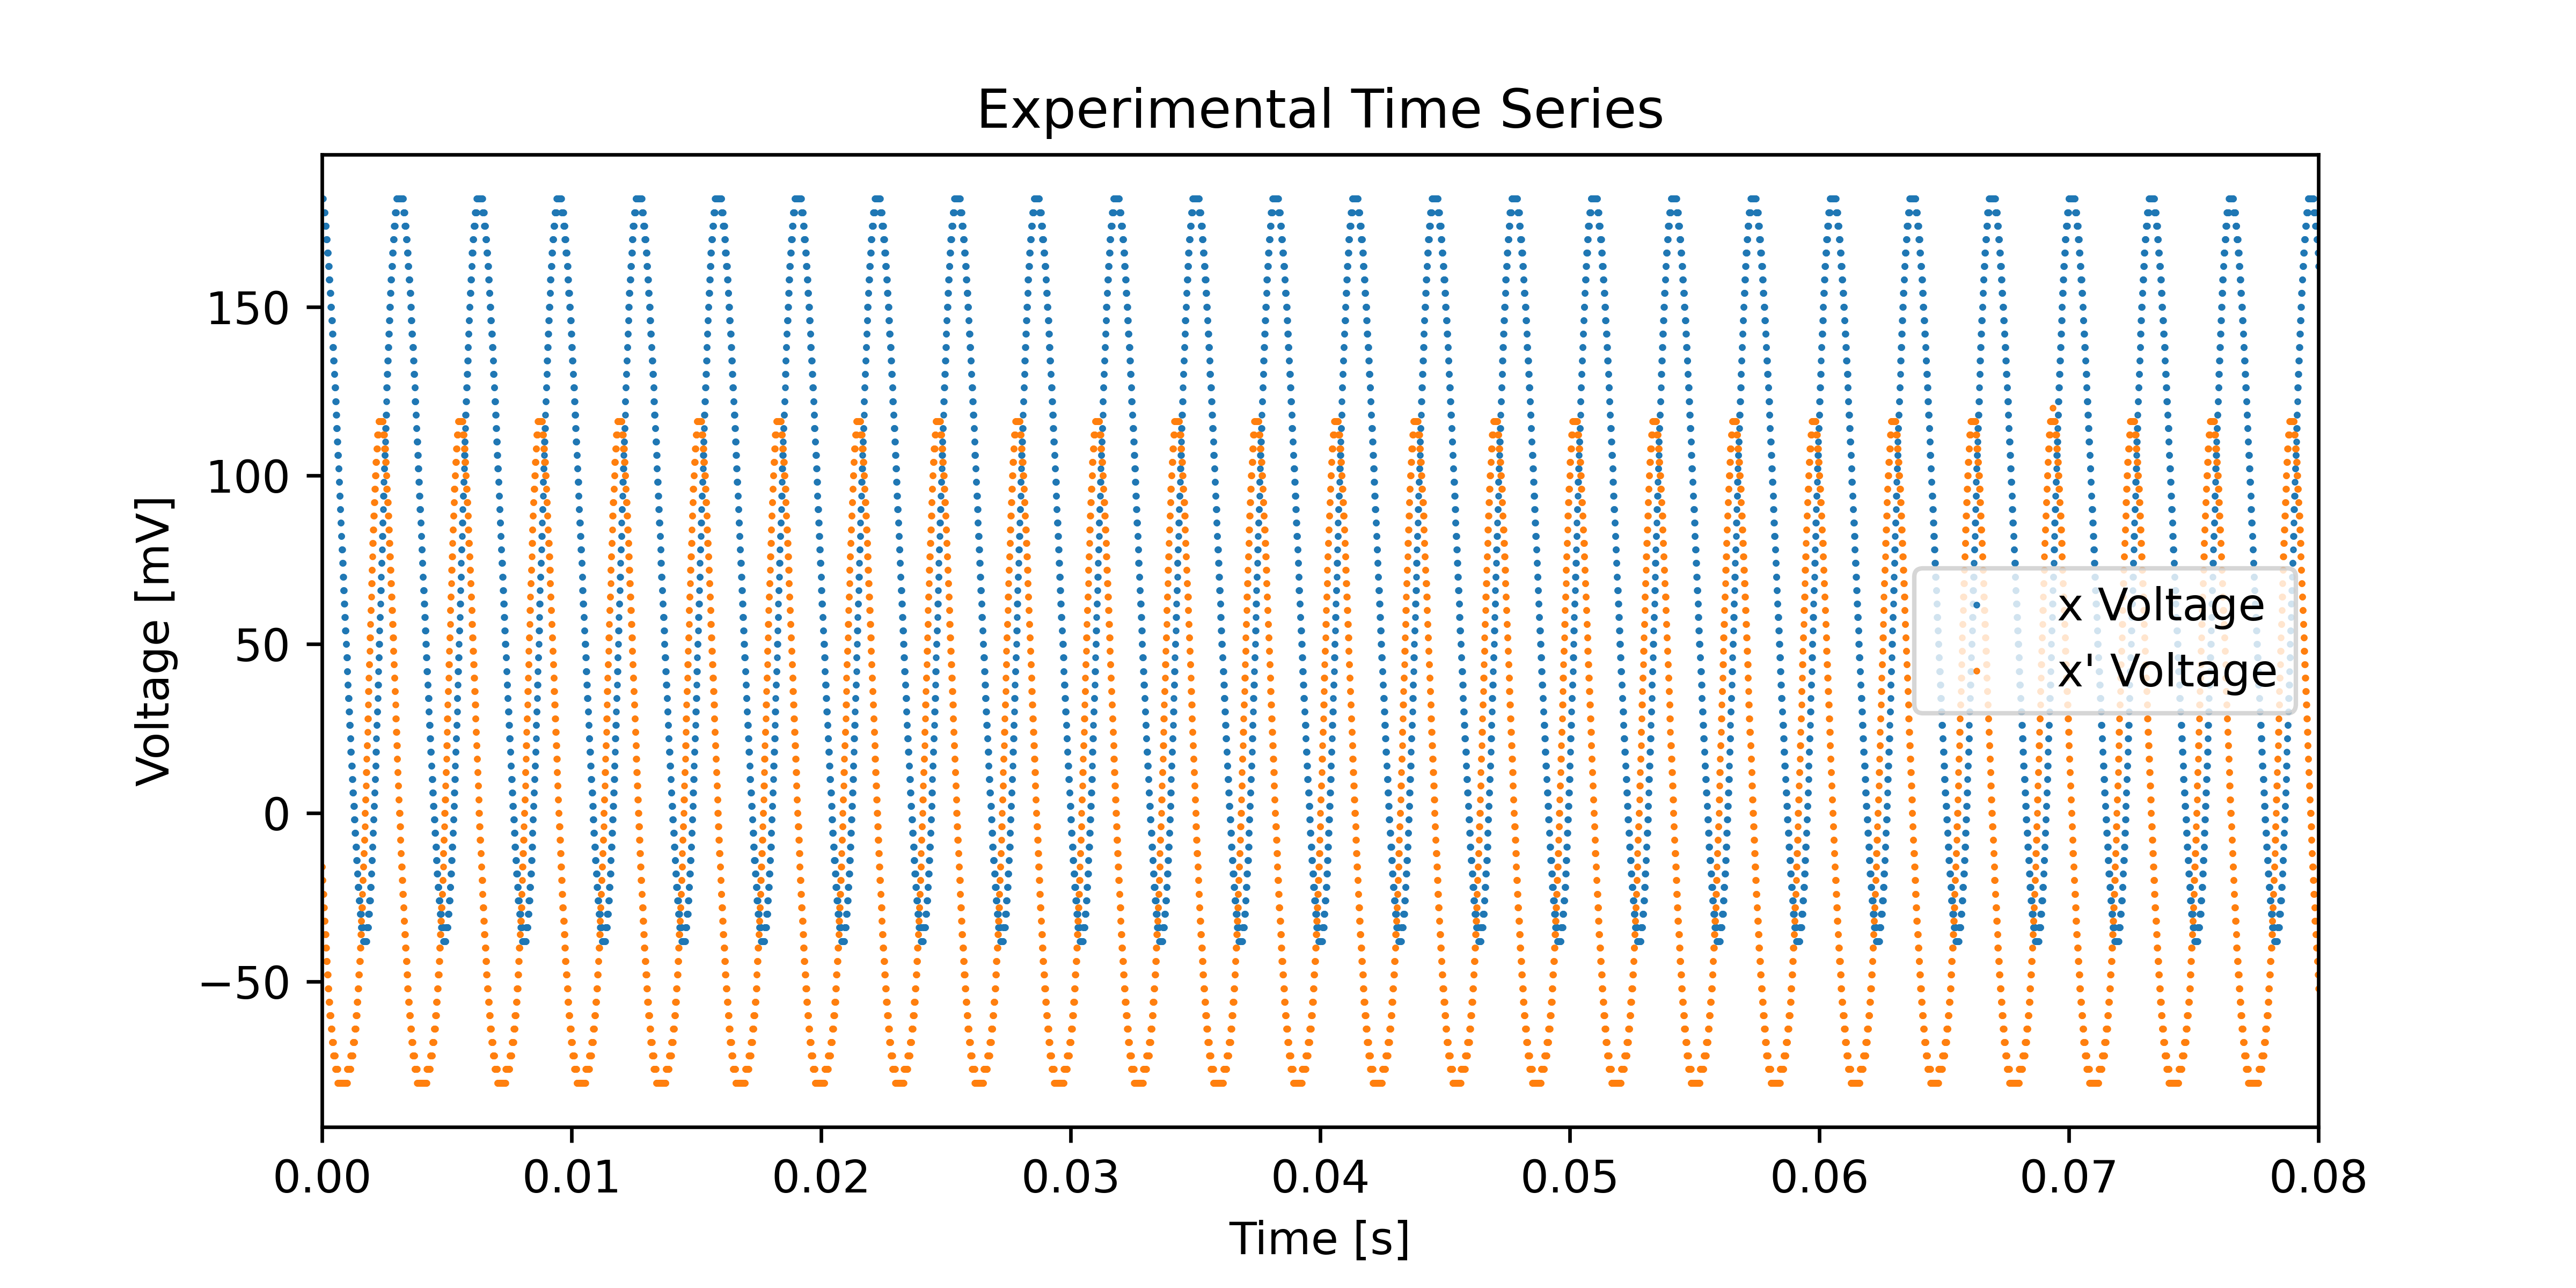 Experimental Time Series
Voltage [mV]
150
100
50
0
−50
x Voltage
x' Voltage
0.00 0.01 0.02 0.03 0.04 0.05 0.06 0.07 0.08
Time [s]